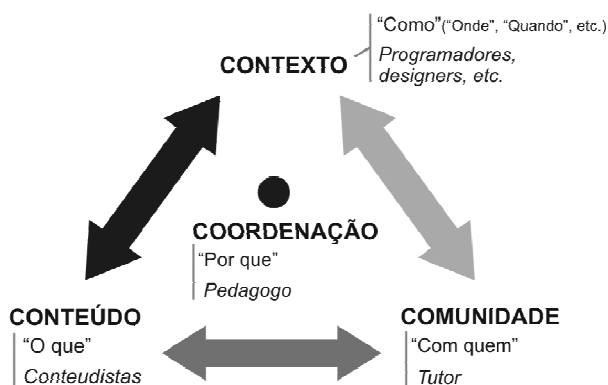 “Como” (“Onde”, “Quando”, etc.)
Programadores,
designers, etc.
CONTEXTO
COORDENAÇÃO
“Por que”
Pedagogo
CONTEÚDO
“O que”
Conteudistas
COMUNIDADE
“Com quem”
Tutor